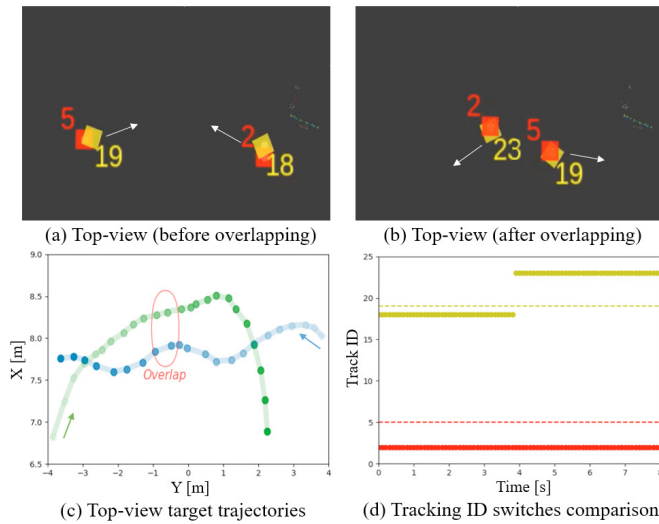 5
19
2
18
2
23
5
19
(a) Top-view (before overlapping)
(b) Top-view (after overlapping)
9.0
8.5
8.0
7.5
7.0
6.5
X [m]
Overlap
−4 −3 −2 −1 0 1 2 3 4
Y [m]
(c) Top-view target trajectories
25
20
15
10
5
0
Track ID
0 1 2 3 4 5 6 7 8
Time [s]
(d) Tracking ID switches comparison